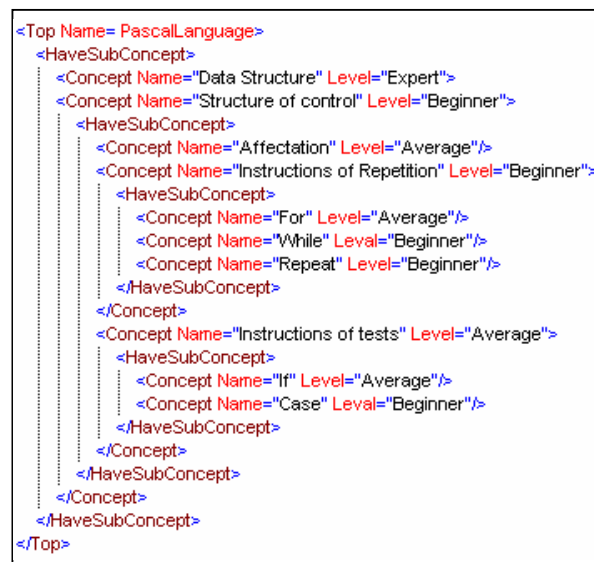 <Top Name= PascalLanguage>
<HaveSubConcept>
<Concept Name="Data Structure" Level="Expert">
<Concept Name="Structure of control" Level="Beginner">
<HaveSubConcept>
<Concept Name="Affectation" Level="Average"/>
<Concept Name="Instructions of Repetition" Level="Beginner">
<HaveSubConcept>
<Concept Name="For" Level="Average"/>
<Concept Name="While" Leval="Beginner"/>
<Concept Name="Repeat" Level="Beginner"/>
</HaveSubConcept>
</Concept>
<Concept Name="Instructions of tests" Level="Average">
<HaveSubConcept>
<Concept Name="If" Level="Average"/>
<Concept Name="Case" Leval="Beginner"/>
</HaveSubConcept>
</Concept>
</HaveSubConcept>
</Concept>
</HaveSubConcept>
</Top>